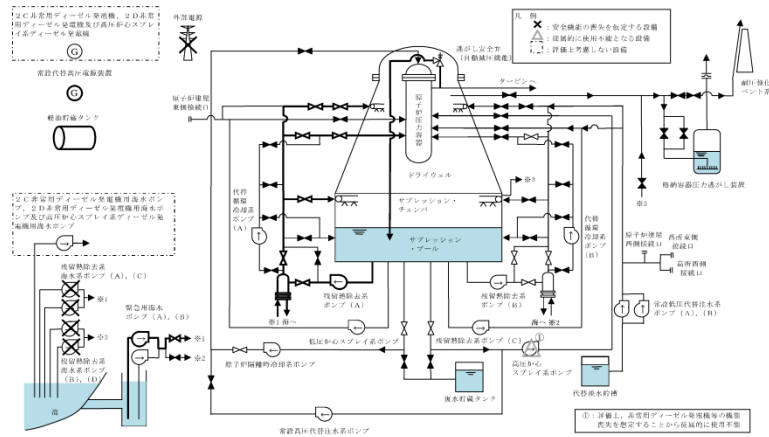 2C非常用ディーゼル発電機，2D非常
用ディーゼル発電機及び高圧炉心スプレ
イ系ディーゼル発電機
G
常設代替高圧電源装置
G
軽油貯蔵タンク
外部電源
原子炉建屋
東側接続口
逃がし安全弁
(自動減圧機能)
凡 例
：安全機能の喪失を仮定する設備
：従属的に使用不能となる設備
：評価上考慮しない設備
タービンへ
耐圧強化
ベント系
原子炉圧力容器
ドライウェル
格納容器圧力逃がし装置
※3
※3
代替
循環
冷却系
ポンプ
(A)
サプレッション・
チェンバ
サプレッション
・プール
代替
循環
冷却系
ポンプ
(B)
原子炉建屋
西側接続口
高所東側
接続口
高所西側
接続口
2C非常用ディーゼル発電機用海水ポン
プ，2D非常用ディーゼル発電機用海水ポ
ンプ及び高圧炉心スプレイ系ディーゼル発
電機用海水ポンプ
残留熱除去系
海水系ポンプ(A)，(C)
※1
※2
残留熱除去系
海水系ポンプ
(B)，(D)
緊急用海水
ポンプ(A)，(B)
※1
※2
海
※1 海へ
残留熱除去系
ポンプ(A)
残留熱除去系
ポンプ(B)
海へ ※2
常設低圧代替注水系
ポンプ(A)，(B)
低圧炉心スプレイ系ポンプ
残留熱除去系ポンプ(C)
①
原子炉隔離時冷却系ポンプ
高圧炉心
スプレイ系ポンプ
復水貯蔵タンク
代替淡水貯槽
常設高圧代替注水系ポンプ
①：評価上，非常用ディーゼル発電機等の機能
喪失を想定することから従属的に使用不能